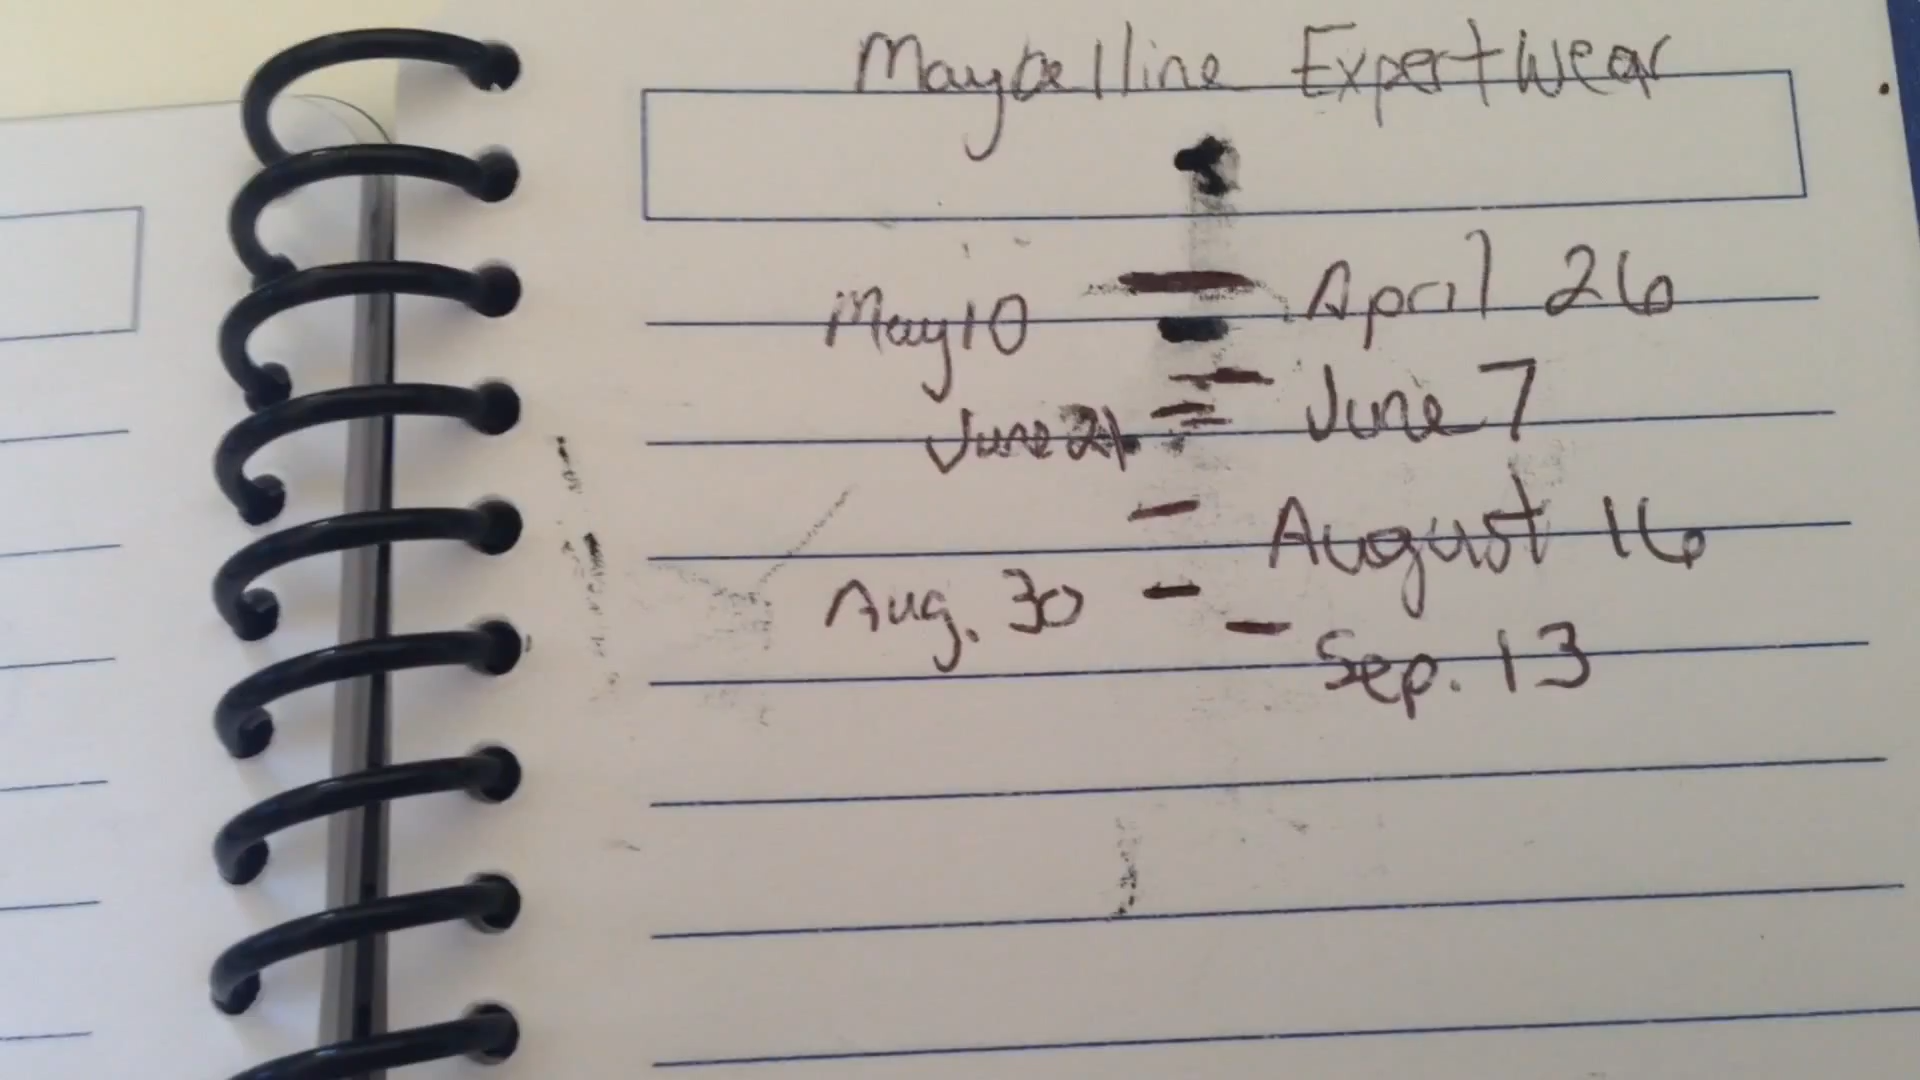 Maybelline Expert Wear
April 26
May 10
June 7
June 21
August 16
Aug. 30
Sep. 13